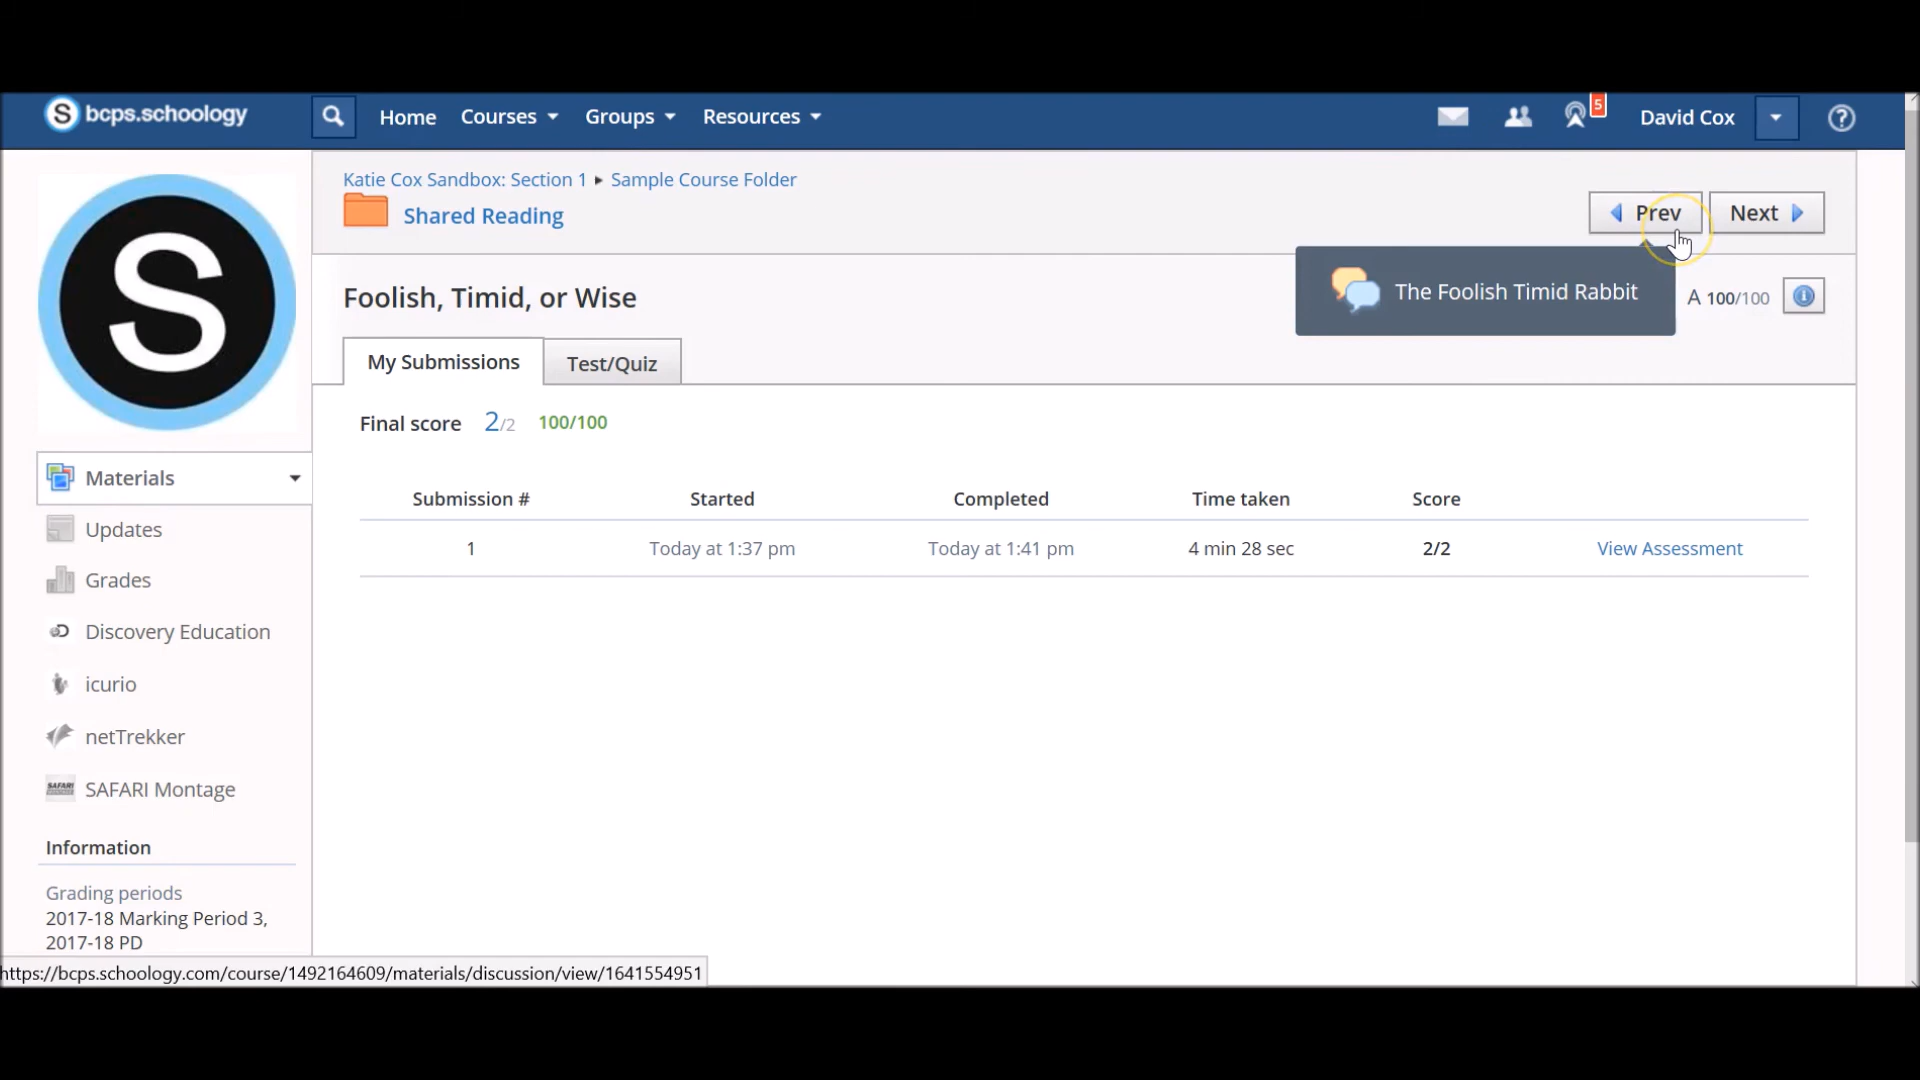 S bcps.schoology
Home Courses Groups Resources
5
David Cox
?
Katie Cox Sandbox: Section 1 ▸ Sample Course Folder
Shared Reading
Prev Next
The Foolish Timid Rabbit
Foolish, Timid, or Wise
A 100/100
S
My Submissions Test/Quiz
Final score 2/2 100/100
Submission # Started Completed Time taken Score
1 Today at 1:37 pm Today at 1:41 pm 4 min 28 sec 2/2 View Assessment
Materials
Updates
Grades
Discovery Education
icurio
netTrekker
SAFARI SAFARI Montage
Information
Grading periods
2017-18 Marking Period 3,
2017-18 PD
https://bcps.schoology.com/course/1492164609/materials/discussion/view/1641554951